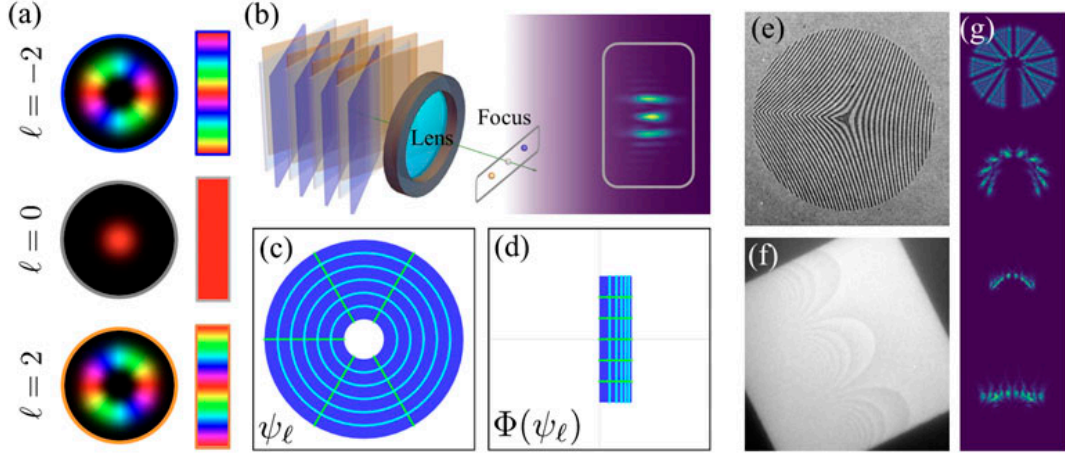 (a)
ℓ = −2
ℓ = 0
ℓ = 2
(b)
Lens
Focus
(c)
ψℓ
(d)
Φ(ψℓ)
(e)
(f)
(g)